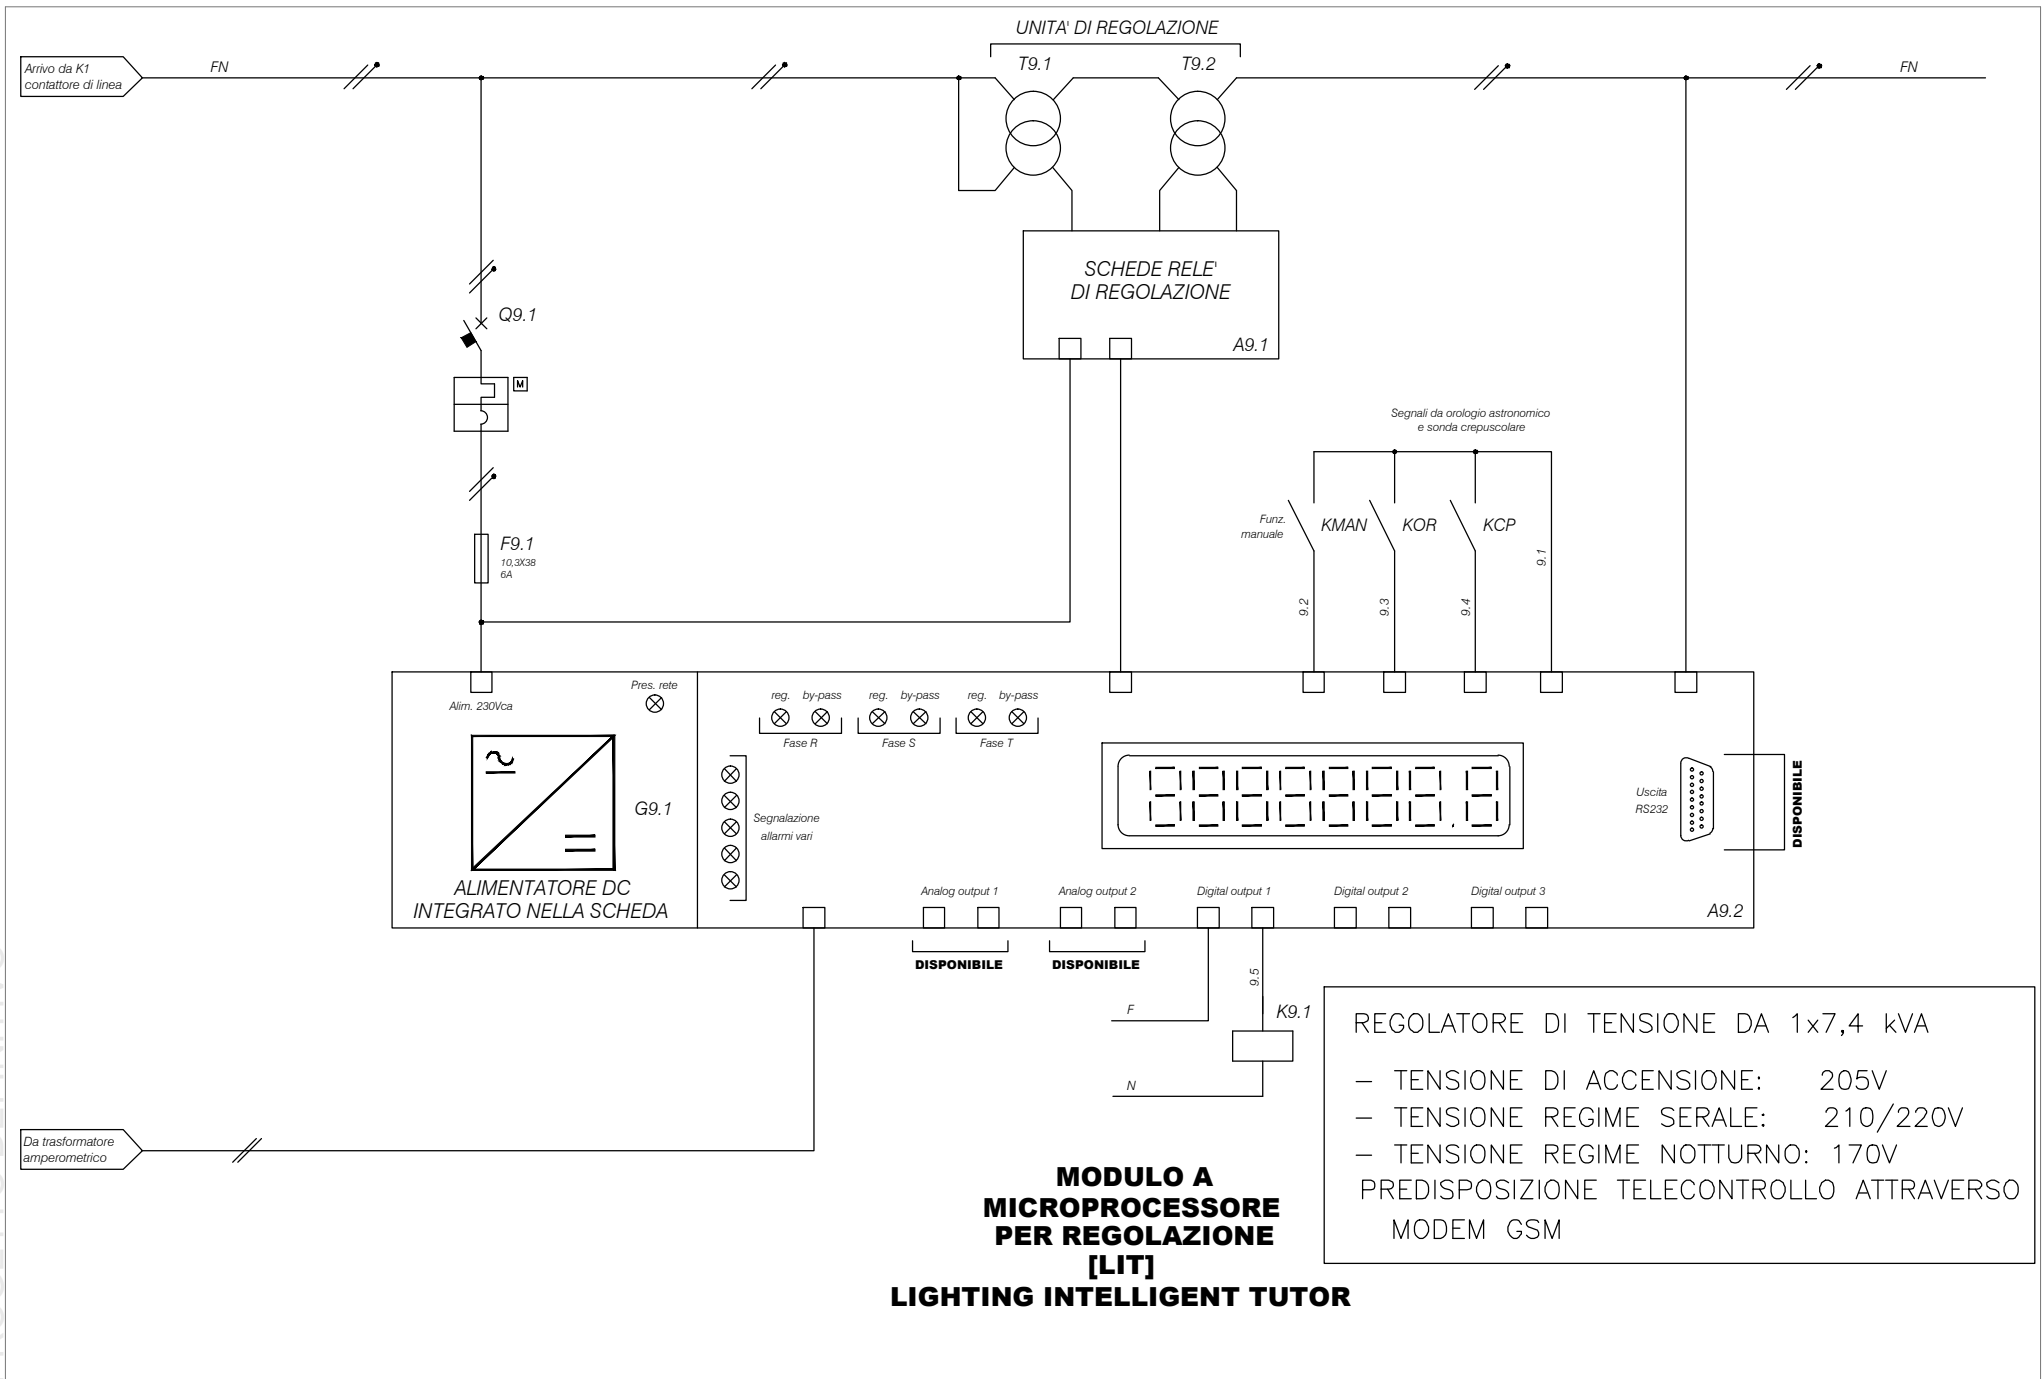 UNITA' DI REGOLAZIONE
Arrivo da K1
contattore di linea
FN
T9.1
T9.2
FN
SCHEDE RELE'
DI REGOLAZIONE
A9.1
Q9.1
M
Segnali da orologio astronomico
e sonda crepuscolare
Funz.
manuale
KMAN
KOR
KCP
9.1
9.2
9.3
9.4
F9.1
10,3X38
6A
Alim. 230Vca
Pres. rete
reg. by-pass
reg. by-pass
reg. by-pass
Fase R
Fase S
Fase T
G9.1
Segnalazione
allarmi vari
Uscita
RS232
DISPONIBILE
ALIMENTATORE DC
INTEGRATO NELLA SCHEDA
Analog output 1
Analog output 2
Digital output 1
Digital output 2
Digital output 3
A9.2
DISPONIBILE
DISPONIBILE
9.5
F
K9.1
N
REGOLATORE DI TENSIONE DA 1x7,4 kVA
- TENSIONE DI ACCENSIONE: 205V
- TENSIONE REGIME SERALE: 210/220V
- TENSIONE REGIME NOTTURNO: 170V
PREDISPOSIZIONE TELECONTROLLO ATTRAVERSO
MODEM GSM
Da trasformatore
amperometrico
MODULO A
MICROPROCESSORE
PER REGOLAZIONE
[LIT]
LIGHTING INTELLIGENT TUTOR